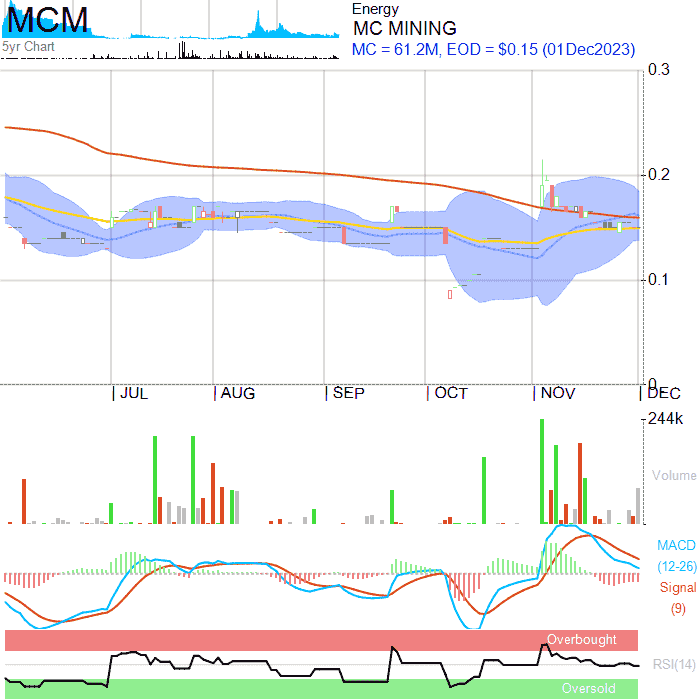 MCM
5yr Chart
Energy
MC MINING
MC = 61.2M, EOD = $0.15 (01Dec2023)
0.3
0.2
0.1
0
JUL
AUG
SEP
OCT
NOV
DEC
244k
Volume
MACD
(12-26)
Signal
(9)
Overbought
RSI(14)
Oversold